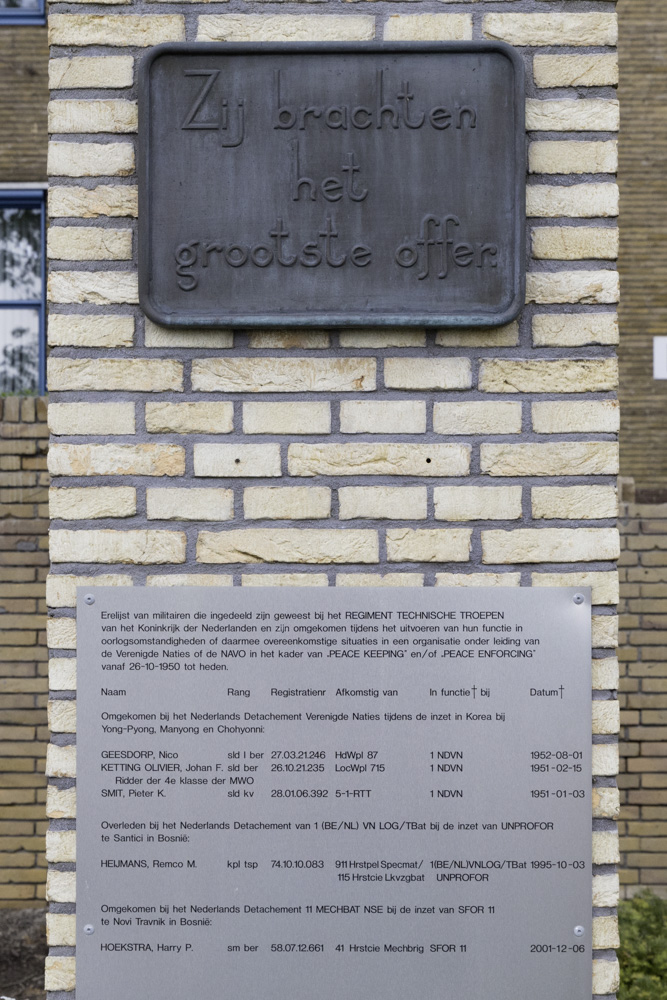 Zij brachten
het
grootste offer.
Erelijst van militairen die ingedeeld zijn geweest bij het REGIMENT TECHNISCHE TROEPEN
van het Koninkrijk der Nederlanden en zijn omgekomen tijdens het uitvoeren van hun functie in
oorlogsomstandigheden of daarmee overeenkomstige situaties in een organisatie onder leiding van
de Verenigde Naties of de NAVO in het kader van „PEACE KEEPING" en/of „PEACE ENFORCING"
vanaf 26-10-1950 tot heden.
Naam Rang Registratienr Afkomstig van In functie† bij Datum†
Omgekomen bij het Nederlands Detachement Verenigde Naties tijdens de inzet in Korea bij
Yong-Pyong, Manyong en Chohyonni:
GEESDORP, Nico sld I ber 27.03.21.246 HdWpl 87 1 NDVN 1952-08-01
KETTING OLIVIER, Johan F. sld ber 26.10.21.235 LocWpl 715 1 NDVN 1951-02-15
Ridder der 4e klasse der MWO
SMIT, Pieter K. sld kv 28.01.06.392 5-1-RTT 1 NDVN 1951-01-03
Overleden bij het Nederlands Detachement van 1 (BE/NL) VN LOG/TBat bij de inzet van UNPROFOR
te Santici in Bosnië:
HEIJMANS, Remco M. kpl tsp 74.10.10.083 911 Hrstpel Specmat/ 1(BE/NL)VNLOG/TBat 1995-10-03
115 Hrstcie Lkvzgbat UNPROFOR
Omgekomen bij het Nederlands Detachement 11 MECHBAT NSE bij de inzet van SFOR 11
te Novi Travnik in Bosnië:
HOEKSTRA, Harry P. sm ber 58.07.12.661 41 Hrstcie Mechbrig SFOR 11 2001-12-06